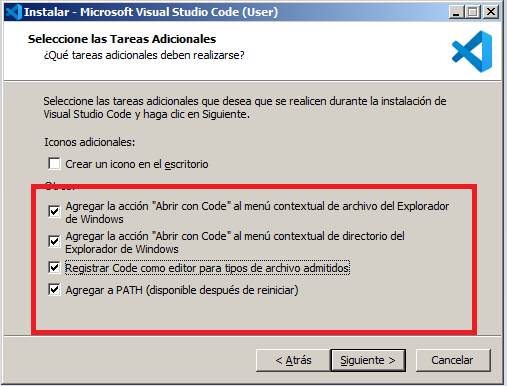 Instalar - Microsoft Visual Studio Code (User)
Seleccione las Tareas Adicionales
¿Qué tareas adicionales deben realizarse?
Seleccione las tareas adicionales que desea que se realicen durante la instalación de
Visual Studio Code y haga clic en Siguiente.
Iconos adicionales:
Crear un icono en el escritorio
Agregar la acción "Abrir con Code" al menú contextual de archivo del Explorador
de Windows
Agregar la acción "Abrir con Code" al menú contextual de directorio del
Explorador de Windows
Registrar Code como editor para tipos de archivo admitidos
Agregar a PATH (disponible después de reiniciar)
< Atrás
Siguiente >
Cancelar